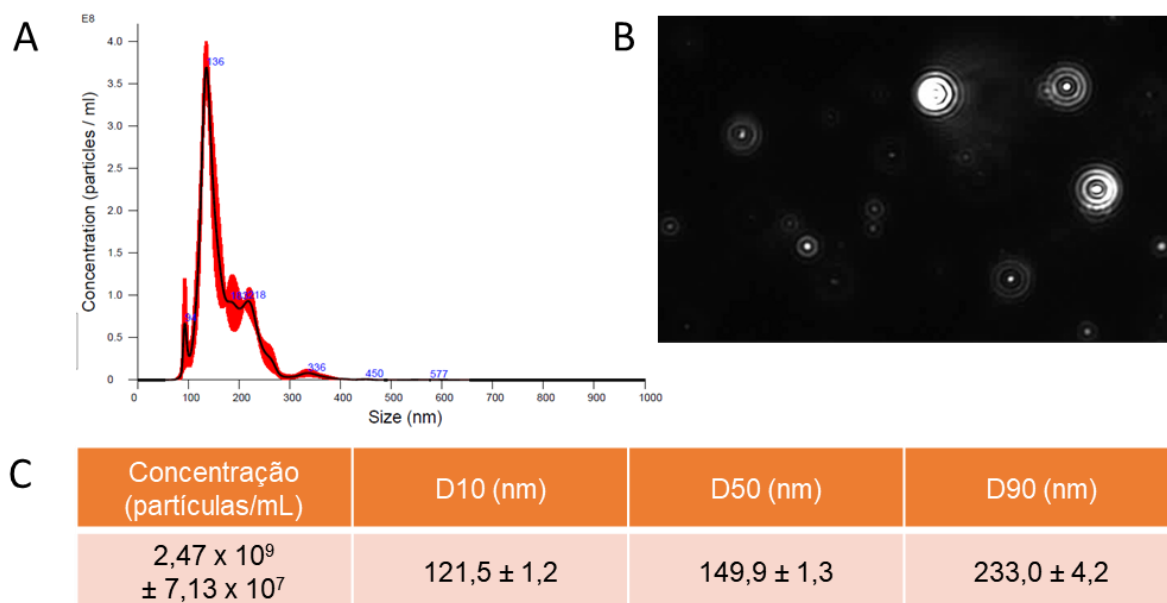 A
E8
4.0
3.5
3.0
2.5
2.0
1.5
1.0
0.5
0
Concentration (particles / ml)
136
94
218
336
450
577
0 100 200 300 400 500 600 700 800 900 1000
Size (nm)
B
C
Concentração
(partículas/mL)
D10 (nm)
D50 (nm)
D90 (nm)
2,47 x 10⁹
± 7,13 x 10⁷
121,5 ± 1,2
149,9 ± 1,3
233,0 ± 4,2